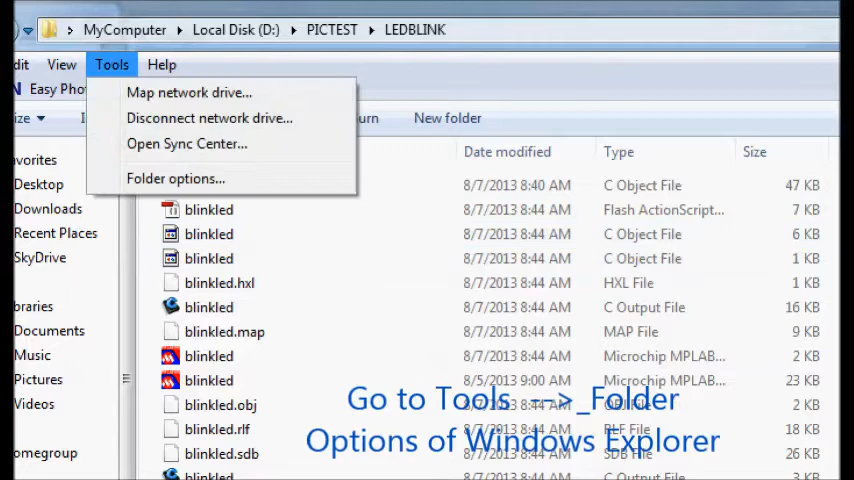 MyComputer Local Disk (D:) PICTEST LEDBLINK
dit View Tools Help
Easy Pho
Map network drive...
Disconnect network drive...
Open Sync Center...
Folder options...
ize urn New folder
Date modified Type Size
avorites
Desktop
Downloads
Recent Places
SkyDrive
braries
Documents
Music
Pictures
Videos
omegroup
8/7/2013 8:40 AM C Object File 47 KB
blinkled 8/7/2013 8:44 AM Flash ActionScript... 7 KB
blinkled 8/7/2013 8:44 AM C Object File 6 KB
blinkled 8/7/2013 8:44 AM C Object File 1 KB
blinkled.hxl 8/7/2013 8:44 AM HXL File 1 KB
blinkled 8/7/2013 8:44 AM C Output File 16 KB
blinkled.map 8/7/2013 8:44 AM MAP File 9 KB
blinkled 8/7/2013 8:44 AM Microchip MPLAB... 2 KB
blinkled 8/5/2013 9:00 AM Microchip MPLAB... 23 KB
blinkled.obj 8/7/2013 8:44 AM OBJ File 2 KB
blinkled.rlf 8/7/2013 8:44 AM RLF File 18 KB
blinkled.sdb 8/7/2013 8:44 AM SDB File 26 KB
blinkled 8/7/2013 8:44 AM C Output File 3 KB
Go to Tools -->_Folder
Options of Windows Explorer